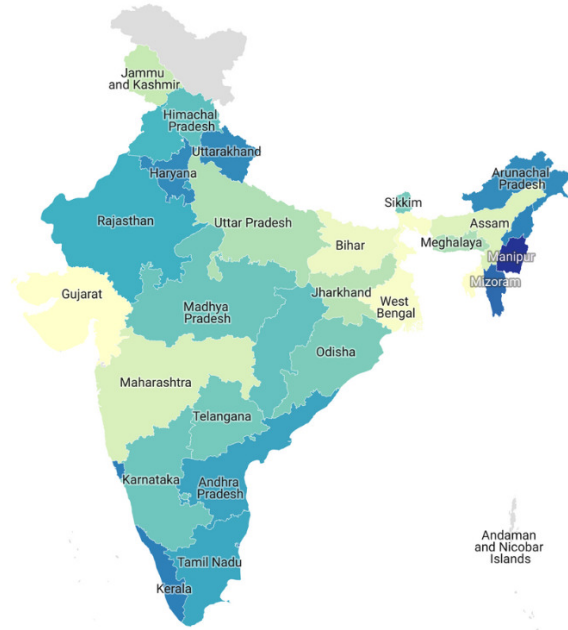 Jammu
and Kashmir
Himachal
Pradesh
Uttarakhand
Haryana
Arunachal
Pradesh
Sikkim
Rajasthan
Uttar Pradesh
Assam
Bihar
Meghalaya
Manipur
Mizoram
Gujarat
Madhya
Pradesh
Jharkhand
West
Bengal
Odisha
Maharashtra
Telangana
Karnataka
Andhra
Pradesh
Andaman
and Nicobar
Islands
Tamil Nadu
Kerala